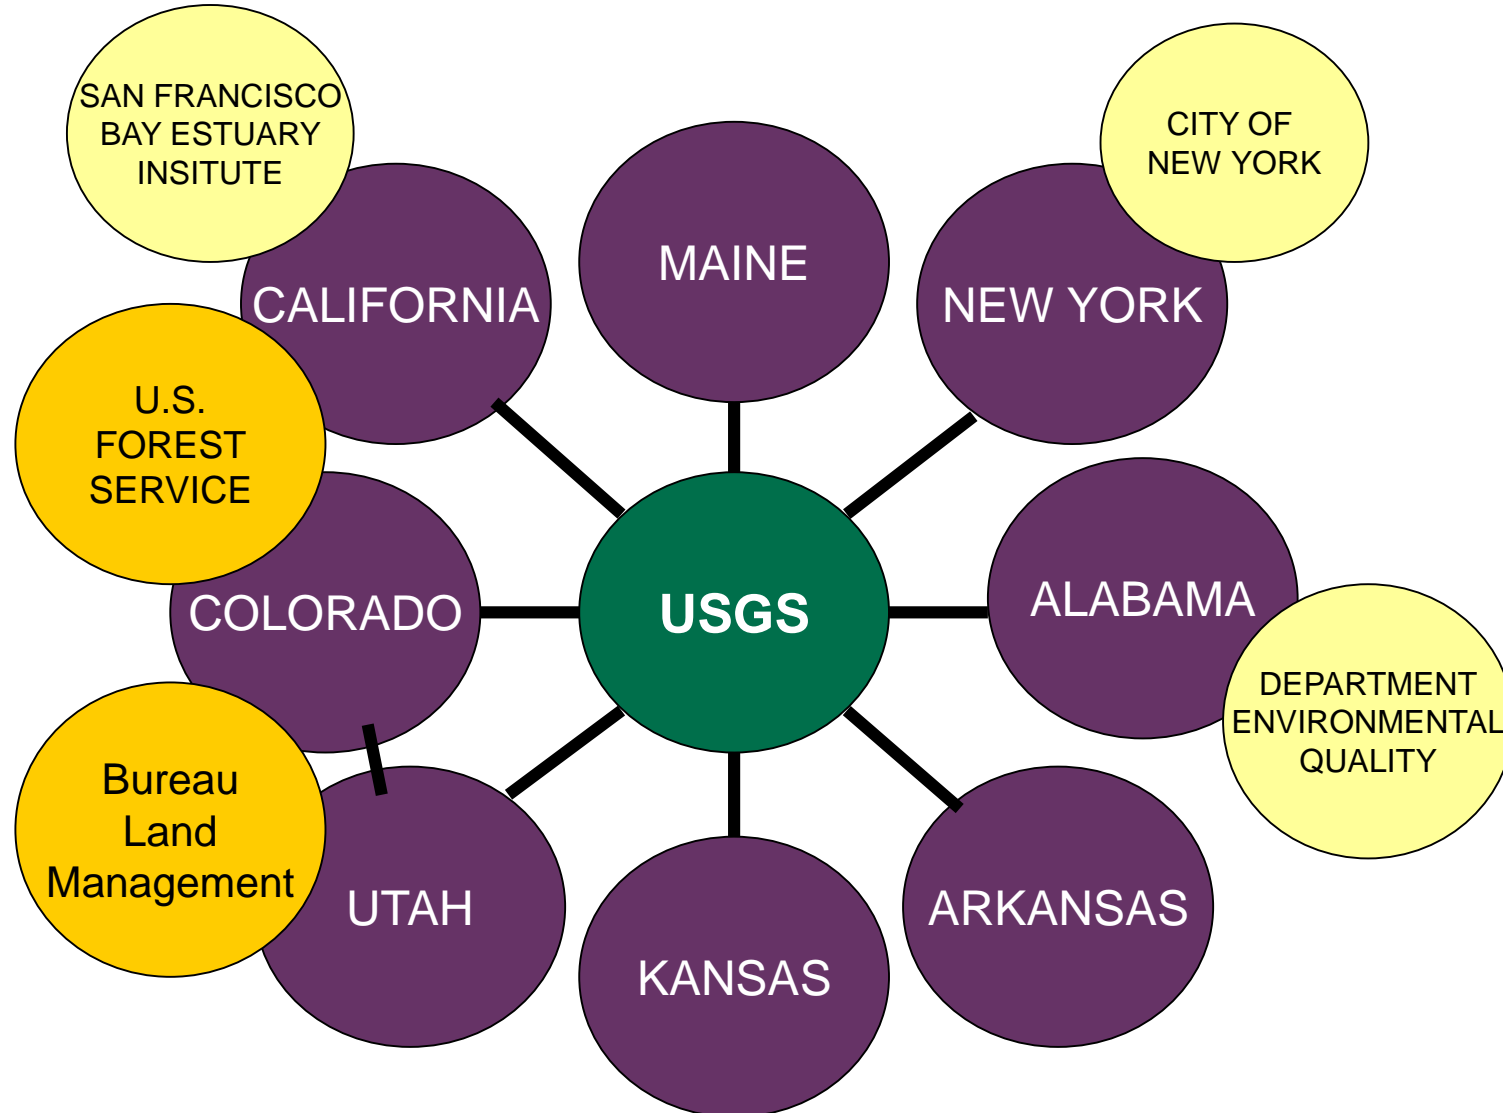 SAN FRANCISCO
BAY ESTUARY
INSITUTE
CITY OF
NEW YORK
MAINE
CALIFORNIA
NEW YORK
U.S.
FOREST
SERVICE
COLORADO
USGS
ALABAMA
DEPARTMENT
ENVIRONMENTAL
QUALITY
Bureau
Land
Management
UTAH
KANSAS
ARKANSAS